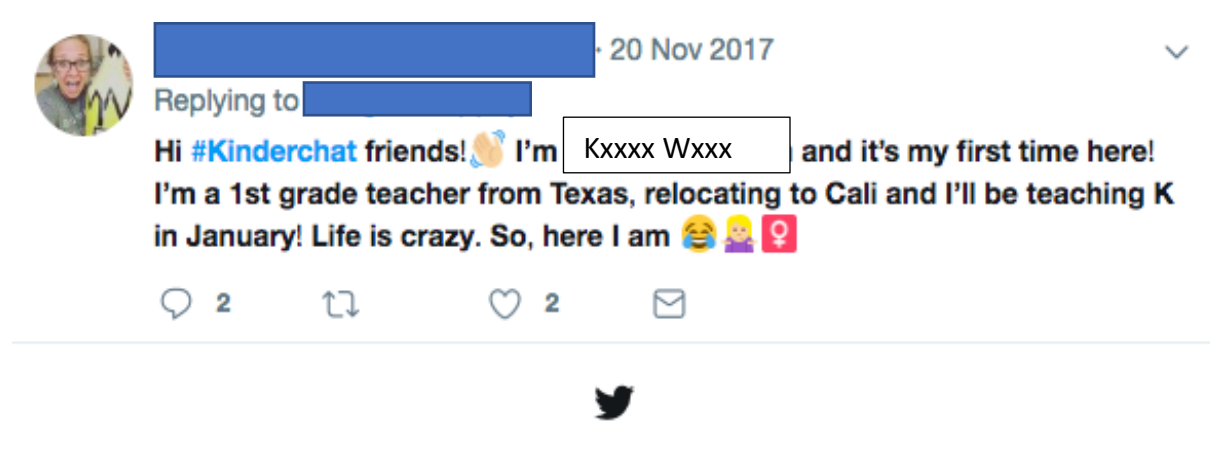 · 20 Nov 2017
Replying to
Hi #Kinderchat friends!👋🏼 I'm Kxxxx Wxxx and it's my first time here!
I'm a 1st grade teacher from Texas, relocating to Cali and I'll be teaching K
in January! Life is crazy. So, here I am 😂🤷🏼♀
2 2